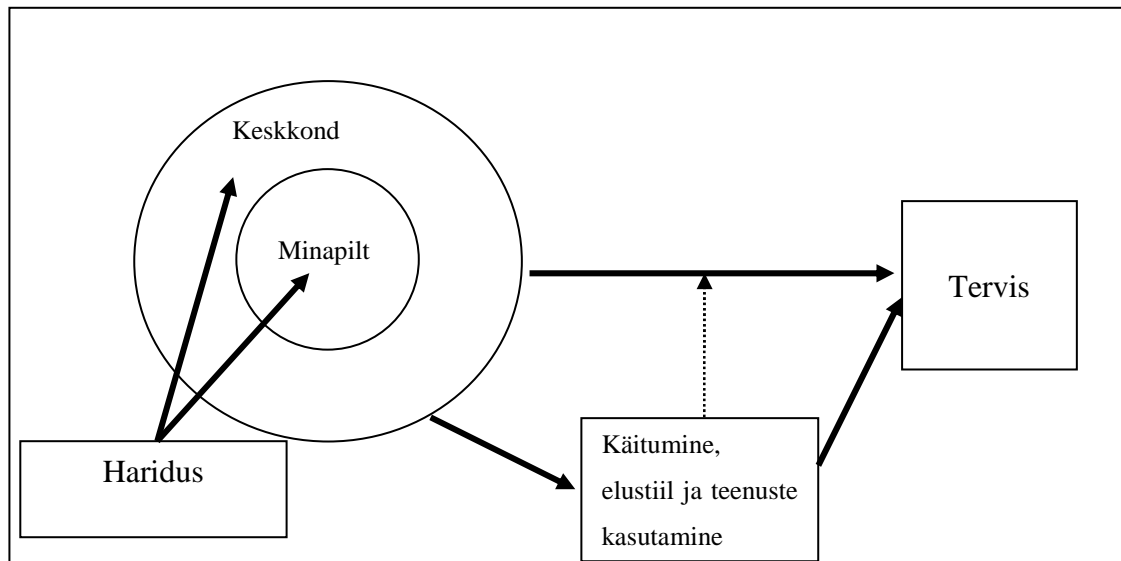 Keskkond
Minapilt
Tervis
Haridus
Käitumine,
elustiil ja teenuste
kasutamine